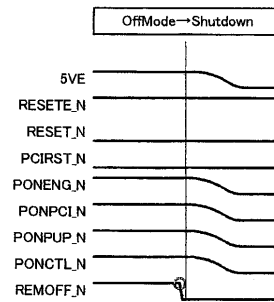 OffMode→Shutdown
5VE
RESETE_N
RESET_N
PCIRST_N
PONENG_N
PONPCI_N
PONPUP_N
PONCTL_N
REMOFF_N